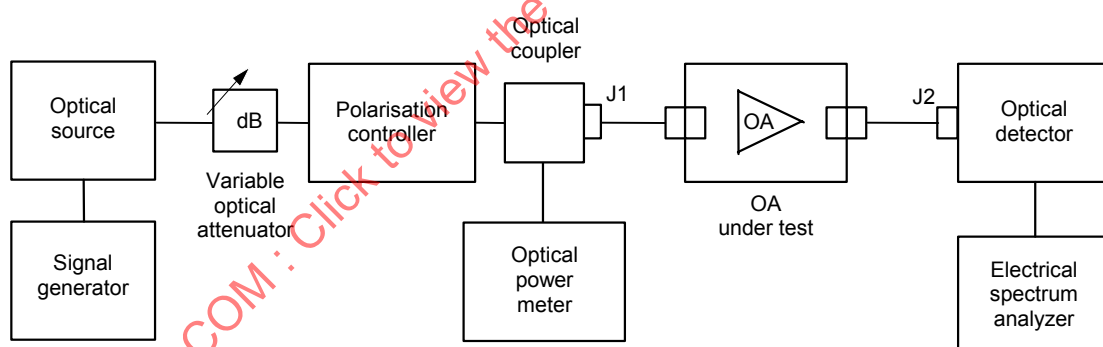 Optical
coupler
Optical
source
dB
Polarisation
controller
J1
OA
J2
Optical
detector
Variable
optical
attenuator
OA
under test
Signal
generator
Optical
power
meter
Electrical
spectrum
analyzer
COM : Click to view the